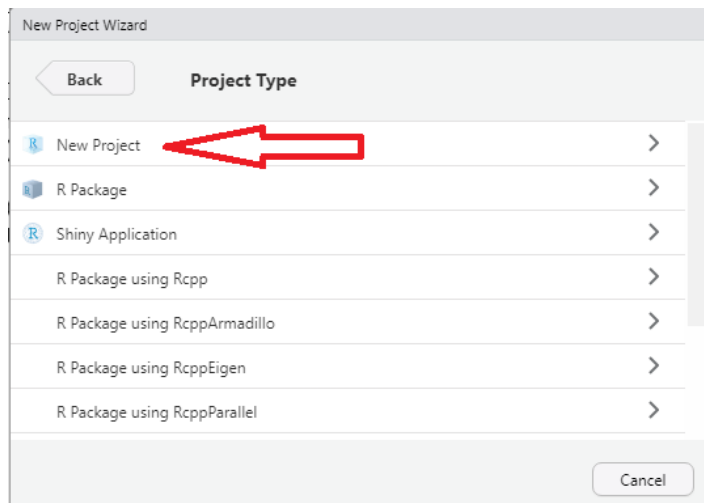 New Project Wizard
Back
Project Type
R New Project
R R Package
R Shiny Application
R Package using Rcpp
R Package using RcppArmadillo
R Package using RcppEigen
R Package using RcppParallel
Cancel